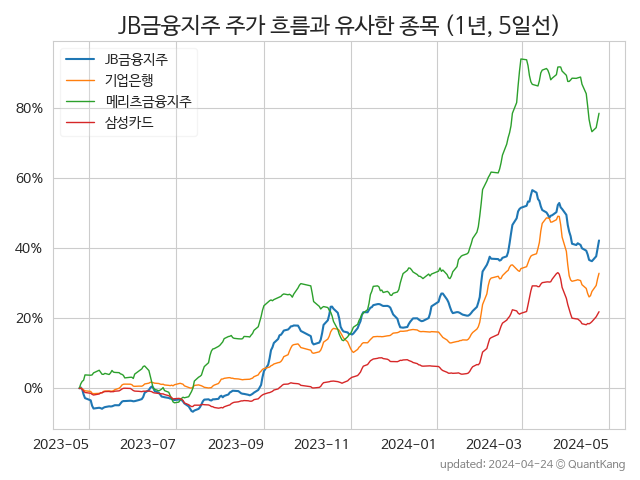 JB금융지주 주가 흐름과 유사한 종목 (1년, 5일선)
JB금융지주
기업은행
메리츠금융지주
삼성카드
80%
60%
40%
20%
0%
2023-05 2023-07 2023-09 2023-11 2024-01 2024-03 2024-05
updated: 2024-04-24 © QuantKang